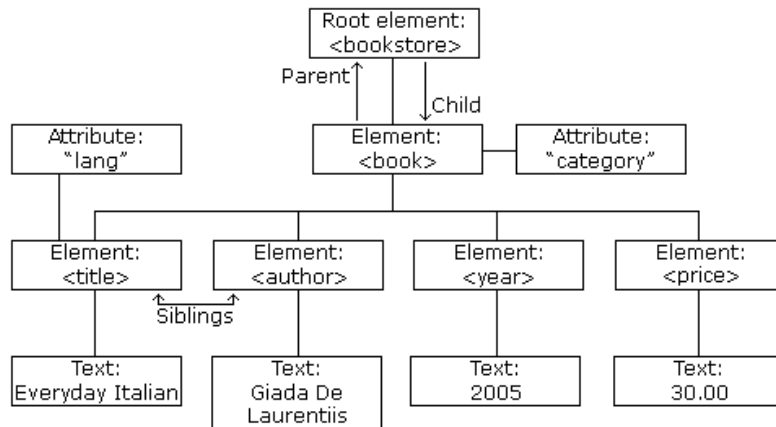 Root element:
<bookstore>
Parent
Child
Attribute:
"lang"
Element:
<book>
Attribute:
"category"
Element:
<title>
Element:
<author>
Element:
<year>
Element:
<price>
Siblings
Text:
Everyday Italian
Text:
Giada De
Laurentiis
Text:
2005
Text:
30.00